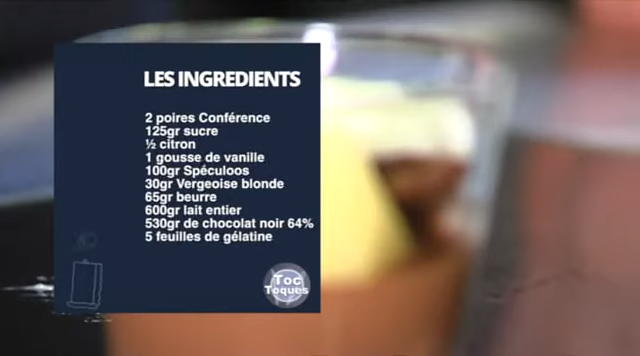 LES INGREDIENTS
2 poires Conférence
125gr sucre
½ citron
1 gousse de vanille
100gr Spéculoos
30gr Vergeoise blonde
65gr beurre
600gr lait entier
530gr de chocolat noir 64%
5 feuilles de gélatine
Toc
Toques